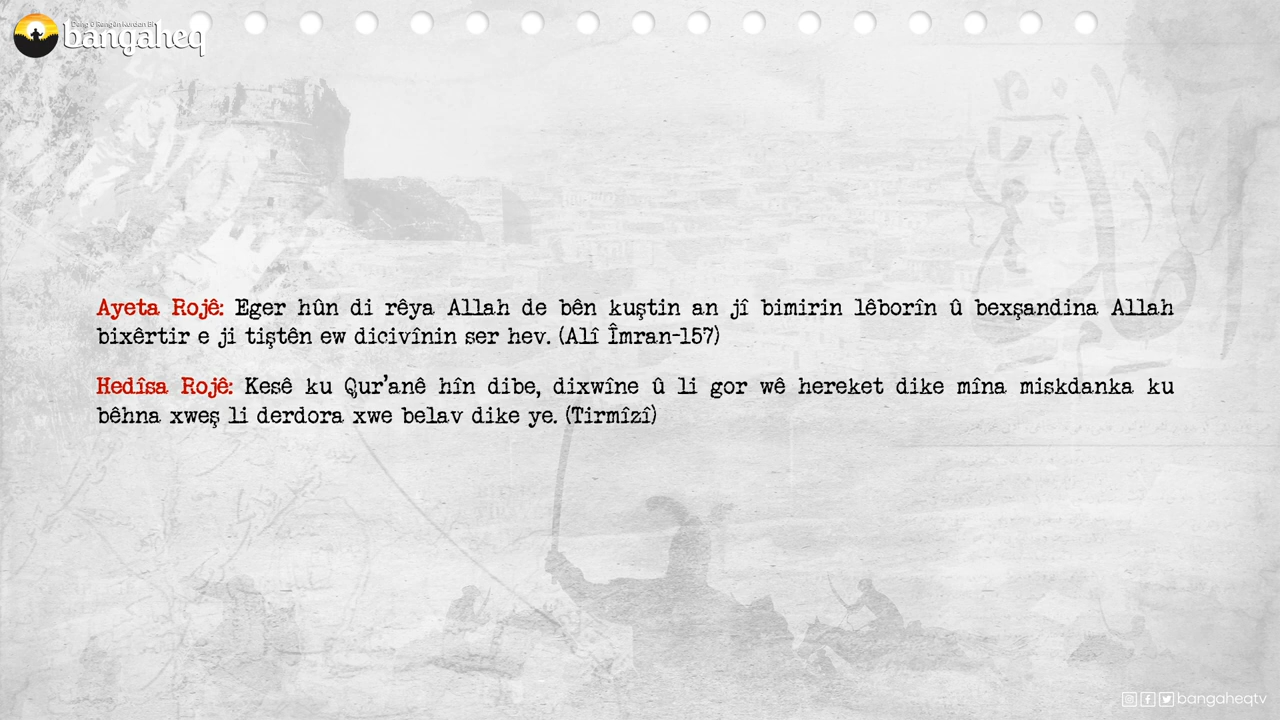 bangaheq
Ayeta Rojê: Eger hûn di rêya Allah de bên kuştin an jî bimirin lêborîn û bexşandina Allah
bixêrtir e ji tiştên ew dicivînin ser hev. (Alî Îmran-157)
Hedîsa Rojê: Kesê ku Qur'anê hîn dibe, dixwîne û li gor wê hereket dike mîna miskdanka ku
bêhna xweş li derdora xwe belav dike ye. (Tirmîzî)
bangaheqtv